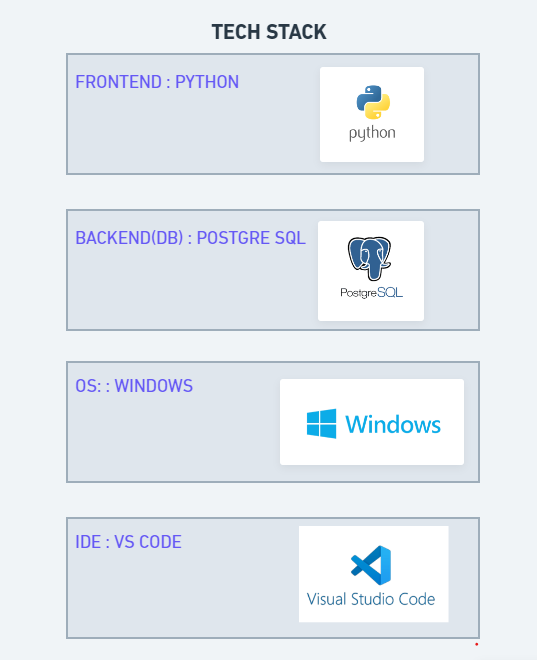 TECH STACK
FRONTEND : PYTHON
python
BACKEND(DB) : POSTGRE SQL
PostgreSQL
OS: : WINDOWS
Windows
IDE : VS CODE
Visual Studio Code